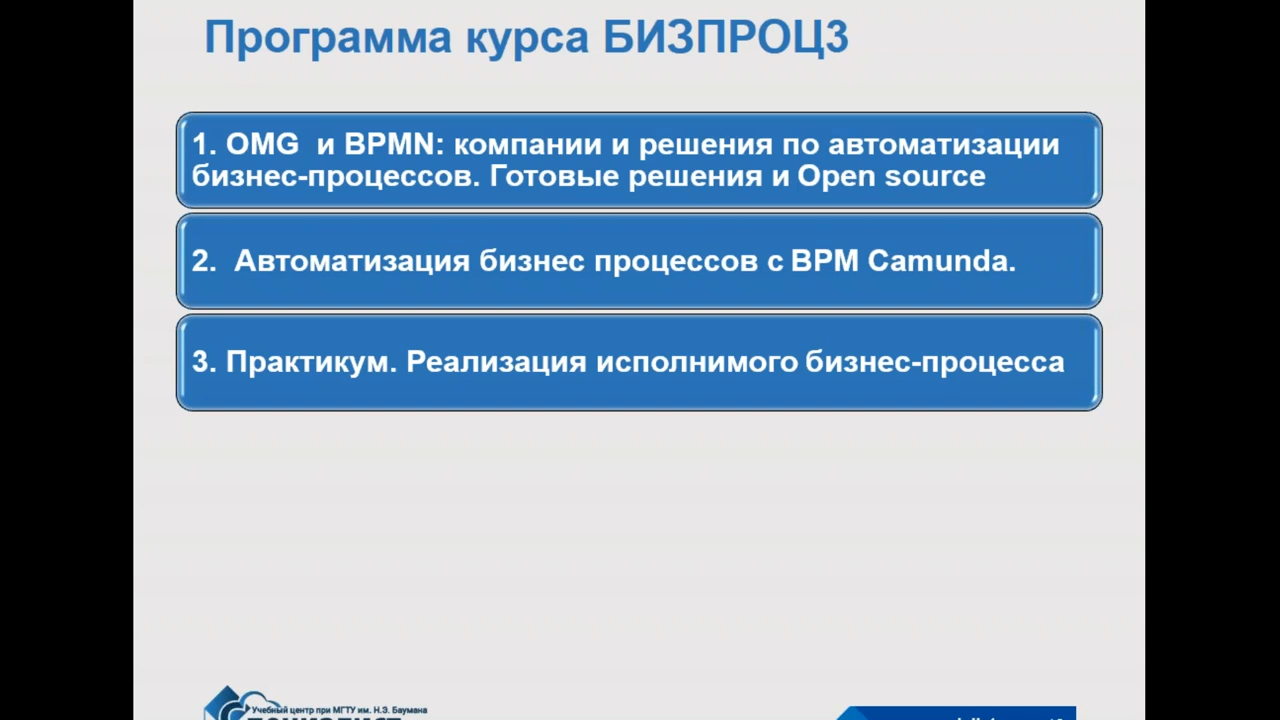 Программа курса БИЗПРОЦ3
1. OMG и BPMN: компании и решения по автоматизации
бизнес-процессов. Готовые решения и Open source
2. Автоматизация бизнес процессов с BPM Camunda.
3. Практикум. Реализация исполнимого бизнес-процесса
Учебный центр при МГТУ им. Н.Э. Баумана